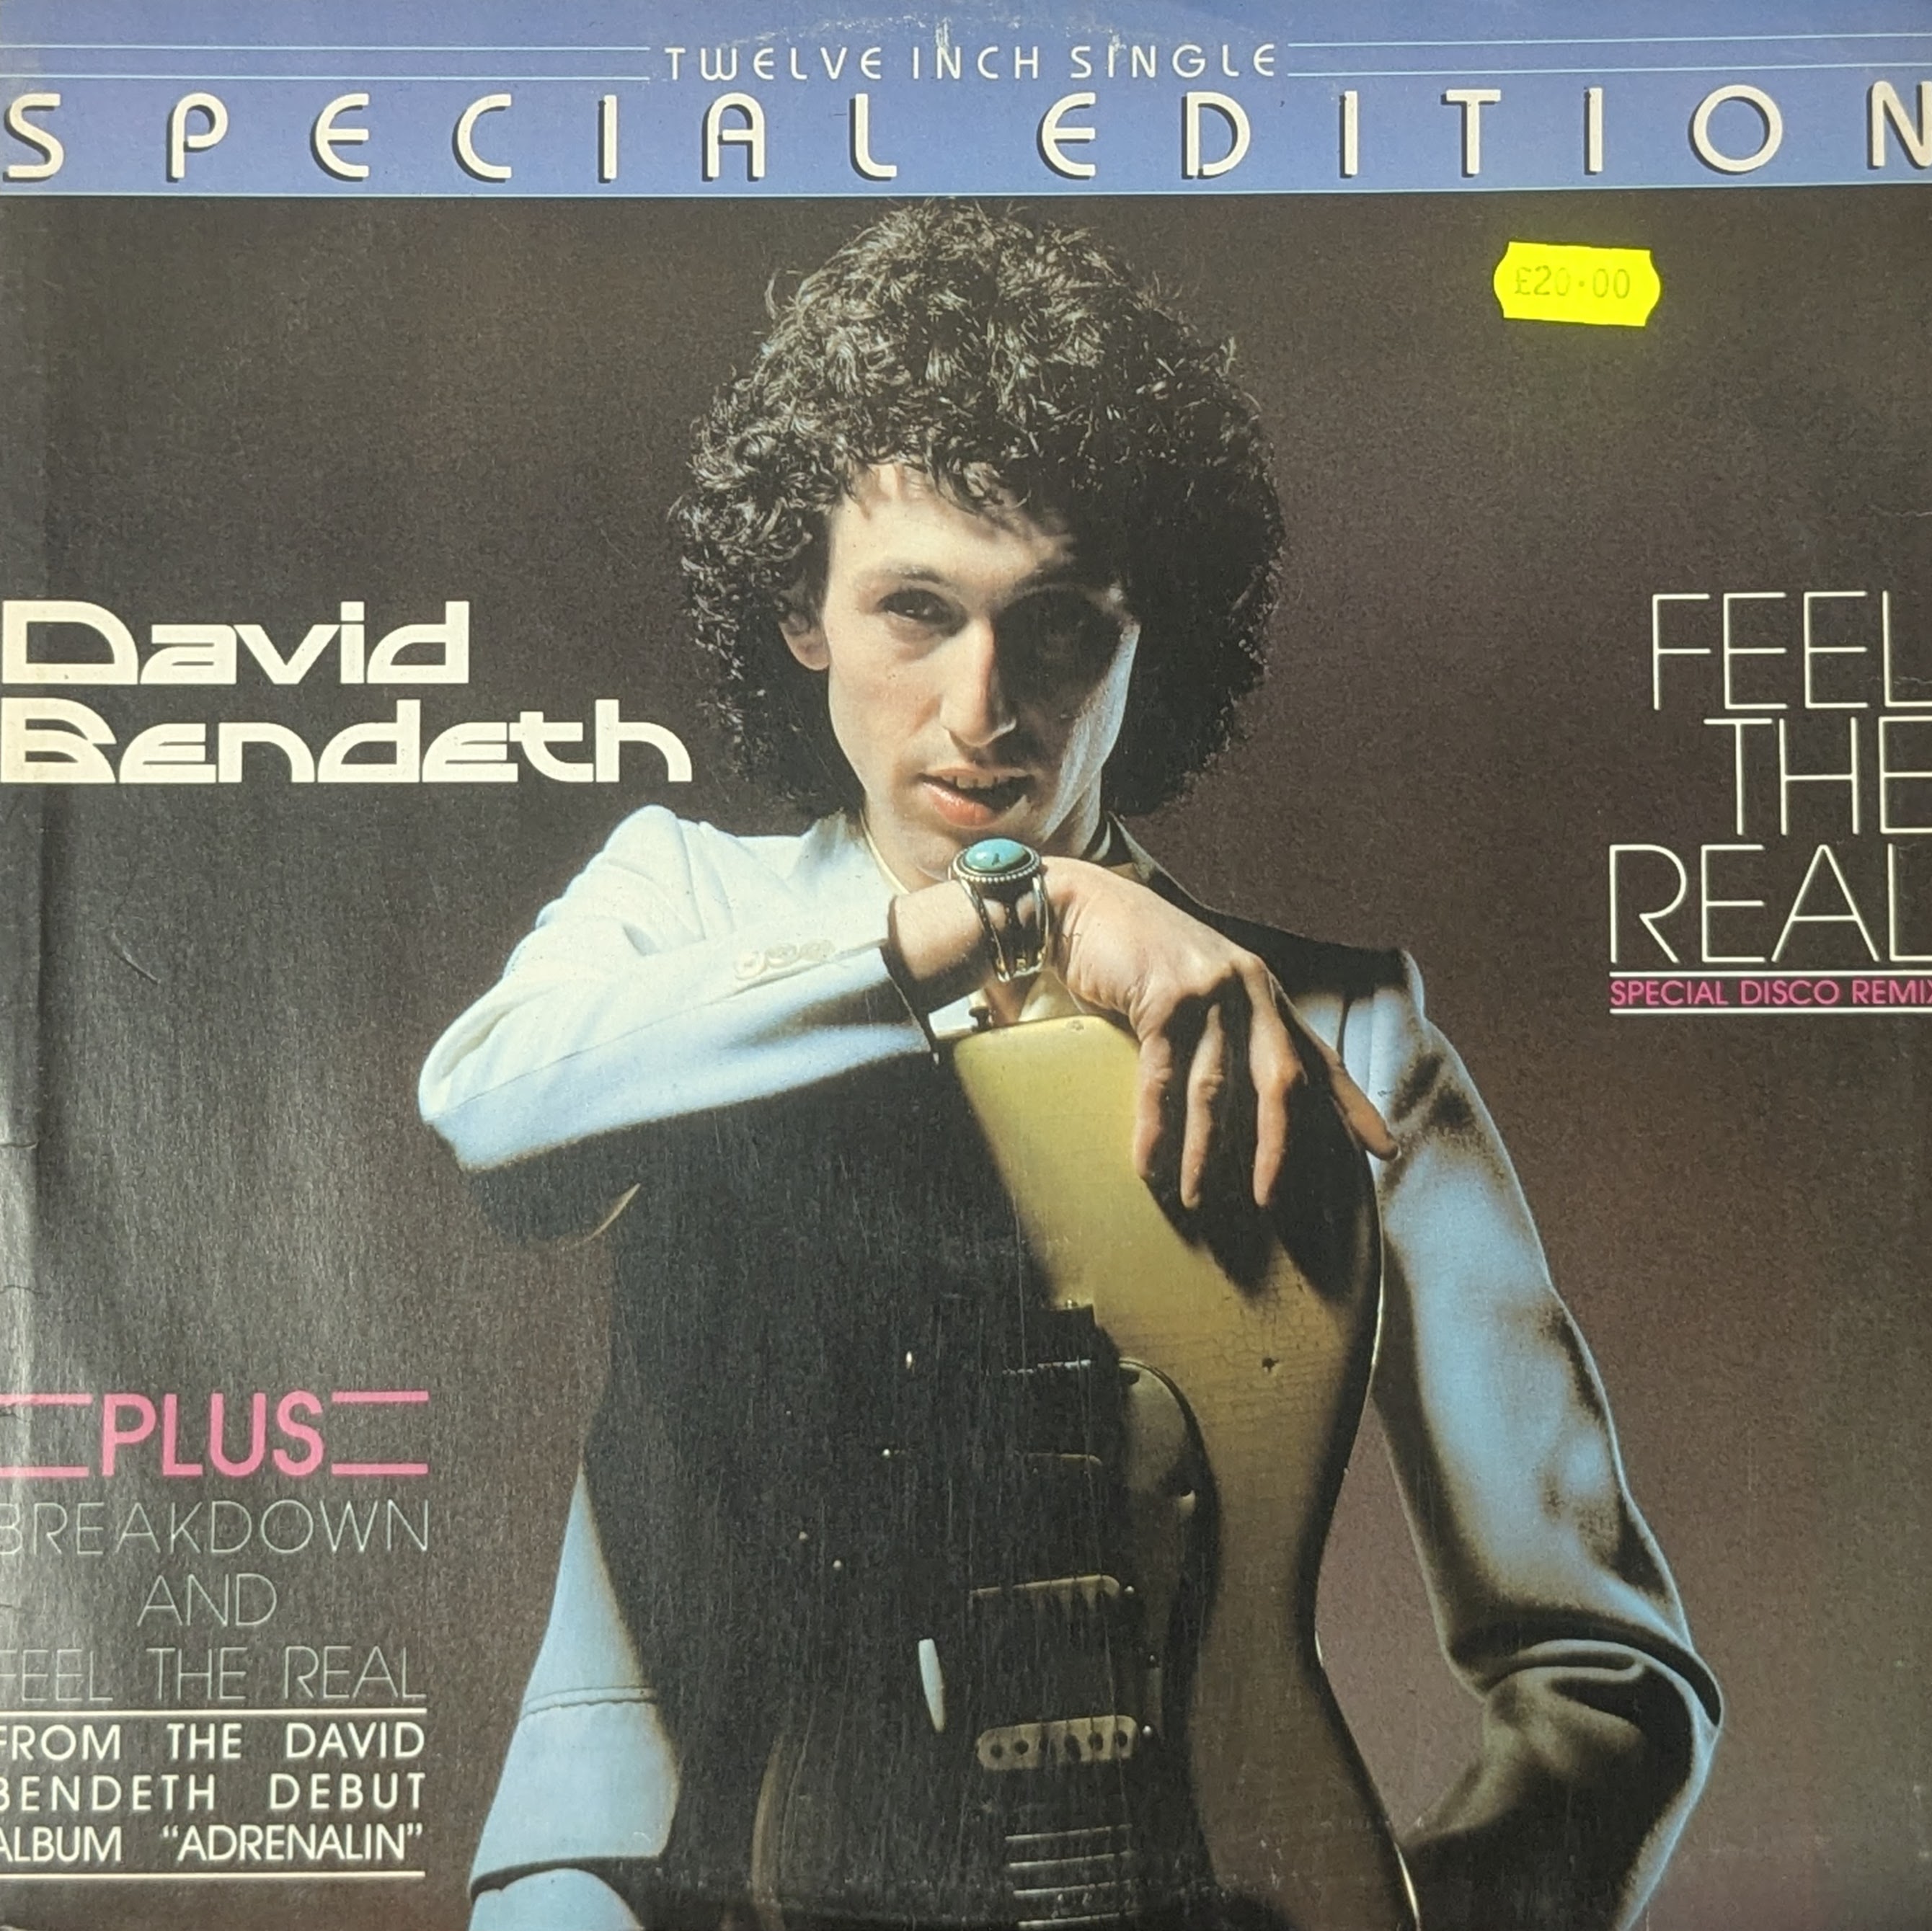 TWELVE INCH SINGLE
SPECIAL EDITION
£20.00
David
Bendeth
FEEL
THE
REAL
SPECIAL DISCO REMIX
PLUS
BREAKDOWN
AND
FEEL THE REAL
FROM THE DAVID
BENDETH DEBUT
ALBUM “ADRENALIN”